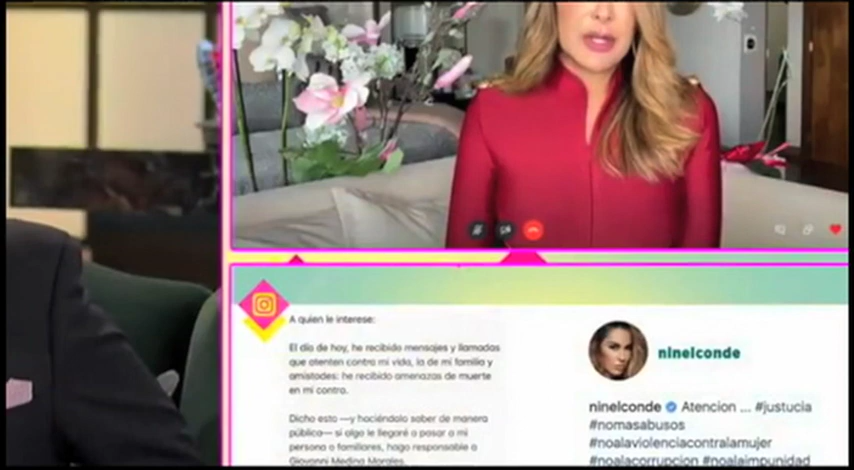 A quien le interese:
El día de hoy, he recibido mensajes y llamadas
que atenten contra mi vida, la de mi familia y
amistades: he recibido amenazas de muerte
en mi contra.
Dicho esto —y haciéndolo saber de manera
pública— si algo le llegaré a pasar a mi
persona o familiares, hago responsable a
Giovanni Medina Morales.
ninelconde
ninelconde Atencion ... #justucia
#nomasabusos
#noalaviolenciacontralamujer
#noalacorrupcion #noalaimpunidad